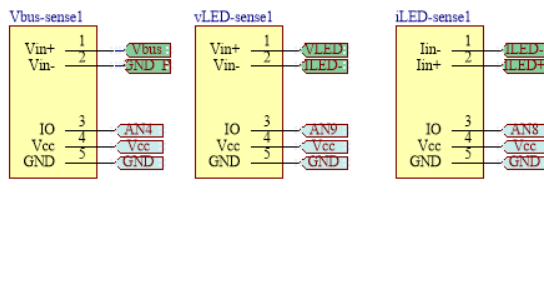 Vbus-sense1
Vin+ 1 Vbus
Vin- 2 GND_P
IO 3 AN4
Vcc 4 Vcc
GND 5 GND
vLED-sense1
Vin+ 1 VLED
Vin- 2 ILED-
IO 3 AN9
Vcc 4 Vcc
GND 5 GND
iLED-sense1
Iin- 1 ILED-
Iin+ 2 ILED+
IO 3 AN8
Vcc 4 Vcc
GND 5 GND